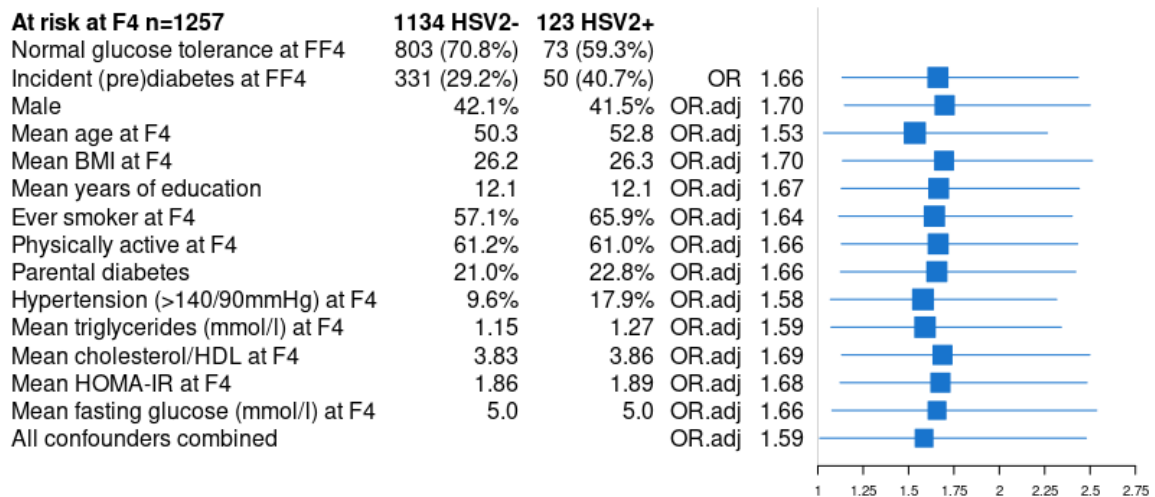 At risk at F4 n=1257 1134 HSV2- 123 HSV2+
Normal glucose tolerance at FF4 803 (70.8%) 73 (59.3%)
Incident (pre)diabetes at FF4 331 (29.2%) 50 (40.7%) OR 1.66
Male 42.1% 41.5% OR.adj 1.70
Mean age at F4 50.3 52.8 OR.adj 1.53
Mean BMI at F4 26.2 26.3 OR.adj 1.70
Mean years of education 12.1 12.1 OR.adj 1.67
Ever smoker at F4 57.1% 65.9% OR.adj 1.64
Physically active at F4 61.2% 61.0% OR.adj 1.66
Parental diabetes 21.0% 22.8% OR.adj 1.66
Hypertension (>140/90mmHg) at F4 9.6% 17.9% OR.adj 1.58
Mean triglycerides (mmol/l) at F4 1.15 1.27 OR.adj 1.59
Mean cholesterol/HDL at F4 3.83 3.86 OR.adj 1.69
Mean HOMA-IR at F4 1.86 1.89 OR.adj 1.68
Mean fasting glucose (mmol/l) at F4 5.0 5.0 OR.adj 1.66
All confounders combined OR.adj 1.59
1 1.25 1.5 1.75 2 2.25 2.5 2.75